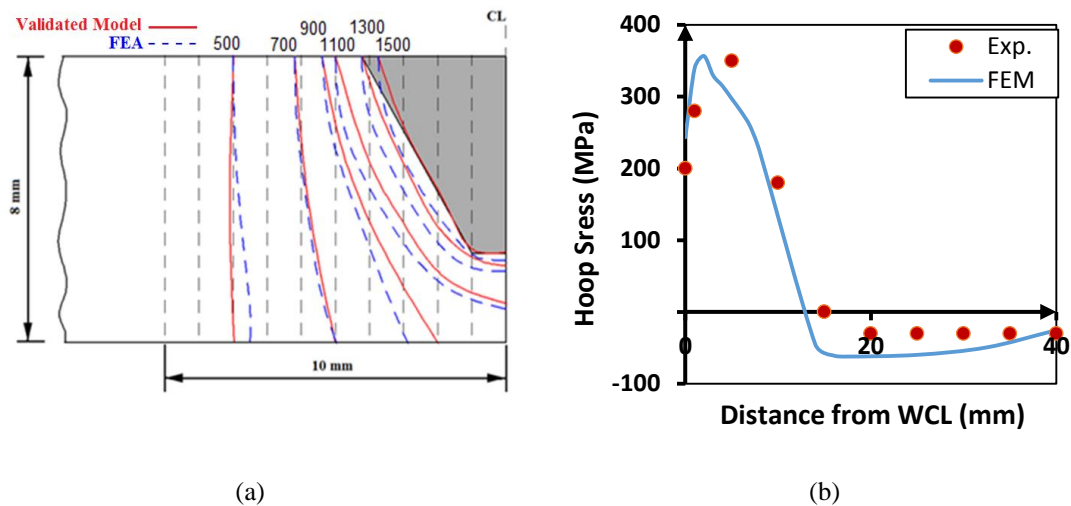 Validated Model
FEA
500
700
900
1100
1300
1500
CL
8 mm
10 mm
(a)
400
300
200
100
0
20
40
-100
Hoop Sress (MPa)
Distance from WCL (mm)
Exp.
FEM
(b)